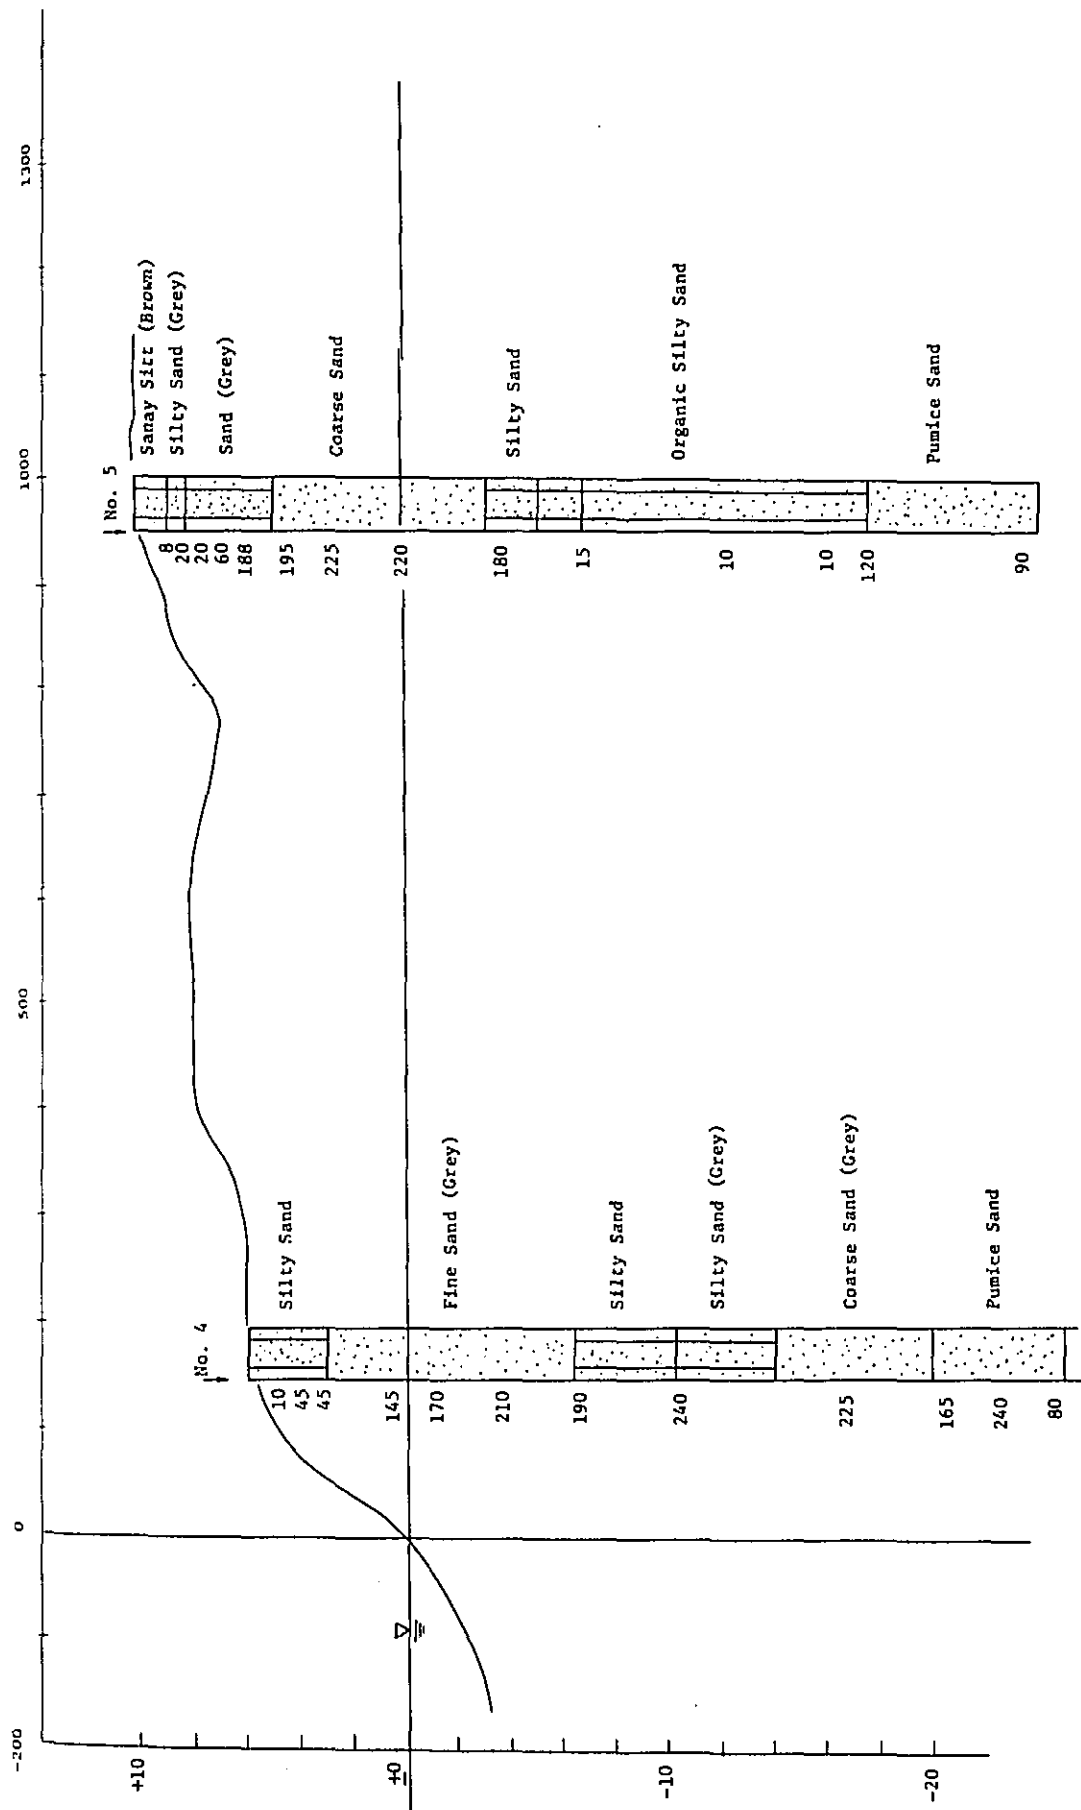 -200
0
500
1000
1300
+10
±0
-10
-20
No. 4
10
45
45
145
170
210
190
240
225
165
240
80
Silty Sand
Fine Sand (Grey)
Silty Sand
Silty Sand (Grey)
Coarse Sand (Grey)
Pumice Sand
No. 5
8
20
20
60
188
195
225
220
180
15
10
10
120
90
Sanay Sitt (Brown)
Silty Sand (Grey)
Sand (Grey)
Coarse Sand
Silty Sand
Organic Silty Sand
Pumice Sand